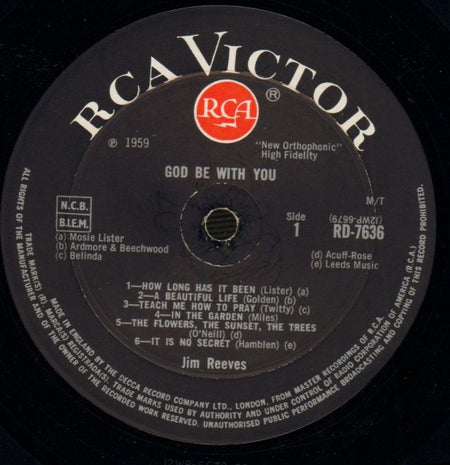 RCA VICTOR
RCA
®
℗ 1959
"New Orthophonic"
High Fidelity
GOD BE WITH YOU
N.C.B.
B.I.E.M.
M/T
(12WP-6679)
Side
1
RD-7636
(a) Mosie Lister
(b) Ardmore & Beechwood
(c) Belinda
(d) Acuff-Rose
(e) Leeds Music
1—HOW LONG HAS IT BEEN (Lister) (a)
2—A BEAUTIFUL LIFE (Golden) (b)
3—TEACH ME HOW TO PRAY (Twitty) (c)
4—IN THE GARDEN (Miles)
5—THE FLOWERS, THE SUNSET, THE TREES
(O'Neill) (d)
6—IT IS NO SECRET (Hamblen) (e)
Jim Reeves
MADE IN ENGLAND BY THE DECCA RECORD COMPANY LTD., LONDON, FROM MASTER RECORDINGS OF R.C.A.
TRADE MARK(S) (R). MARCA(S) REGISTRADA(S). TRADE MARKS USED BY AUTHORITY AND UNDER CONTROL OF RADIO CORPORATION OF AMERICA (R.C.A.)
ALL RIGHTS OF THE MANUFACTURER AND OF THE OWNER OF THE RECORDED WORK RESERVED. UNAUTHORISED PUBLIC PERFORMANCE BROADCASTING AND COPYING OF THIS RECORD PROHIBITED.